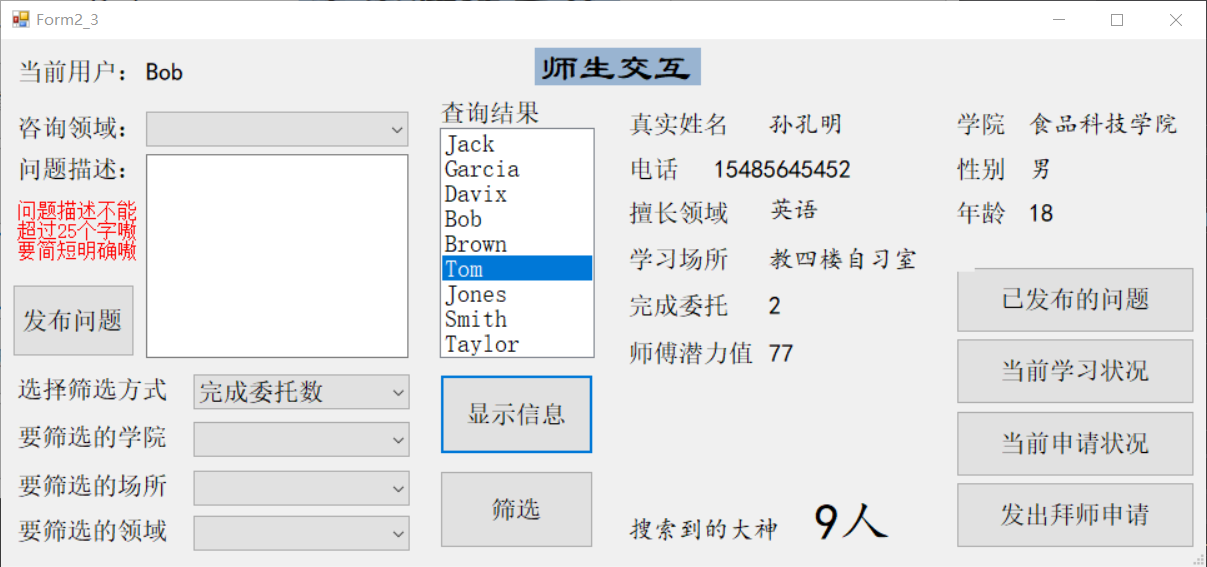 Form2_3
师生交互
当前用户： Bob
咨询领域：
问题描述：
问题描述不能
超过25个字嗷
要简短明确嗷
发布问题
选择筛选方式 完成委托数
要筛选的学院
要筛选的场所
要筛选的领域
查询结果
Jack
Garcia
Davix
Bob
Brown
Tom
Jones
Smith
Taylor
显示信息
筛选
真实姓名 孙孔明
电话 15485645452
擅长领域 英语
学习场所 教四楼自习室
完成委托 2
师傅潜力值 77
搜索到的大神 9人
学院 食品科技学院
性别 男
年龄 18
已发布的问题
当前学习状况
当前申请状况
发出拜师申请